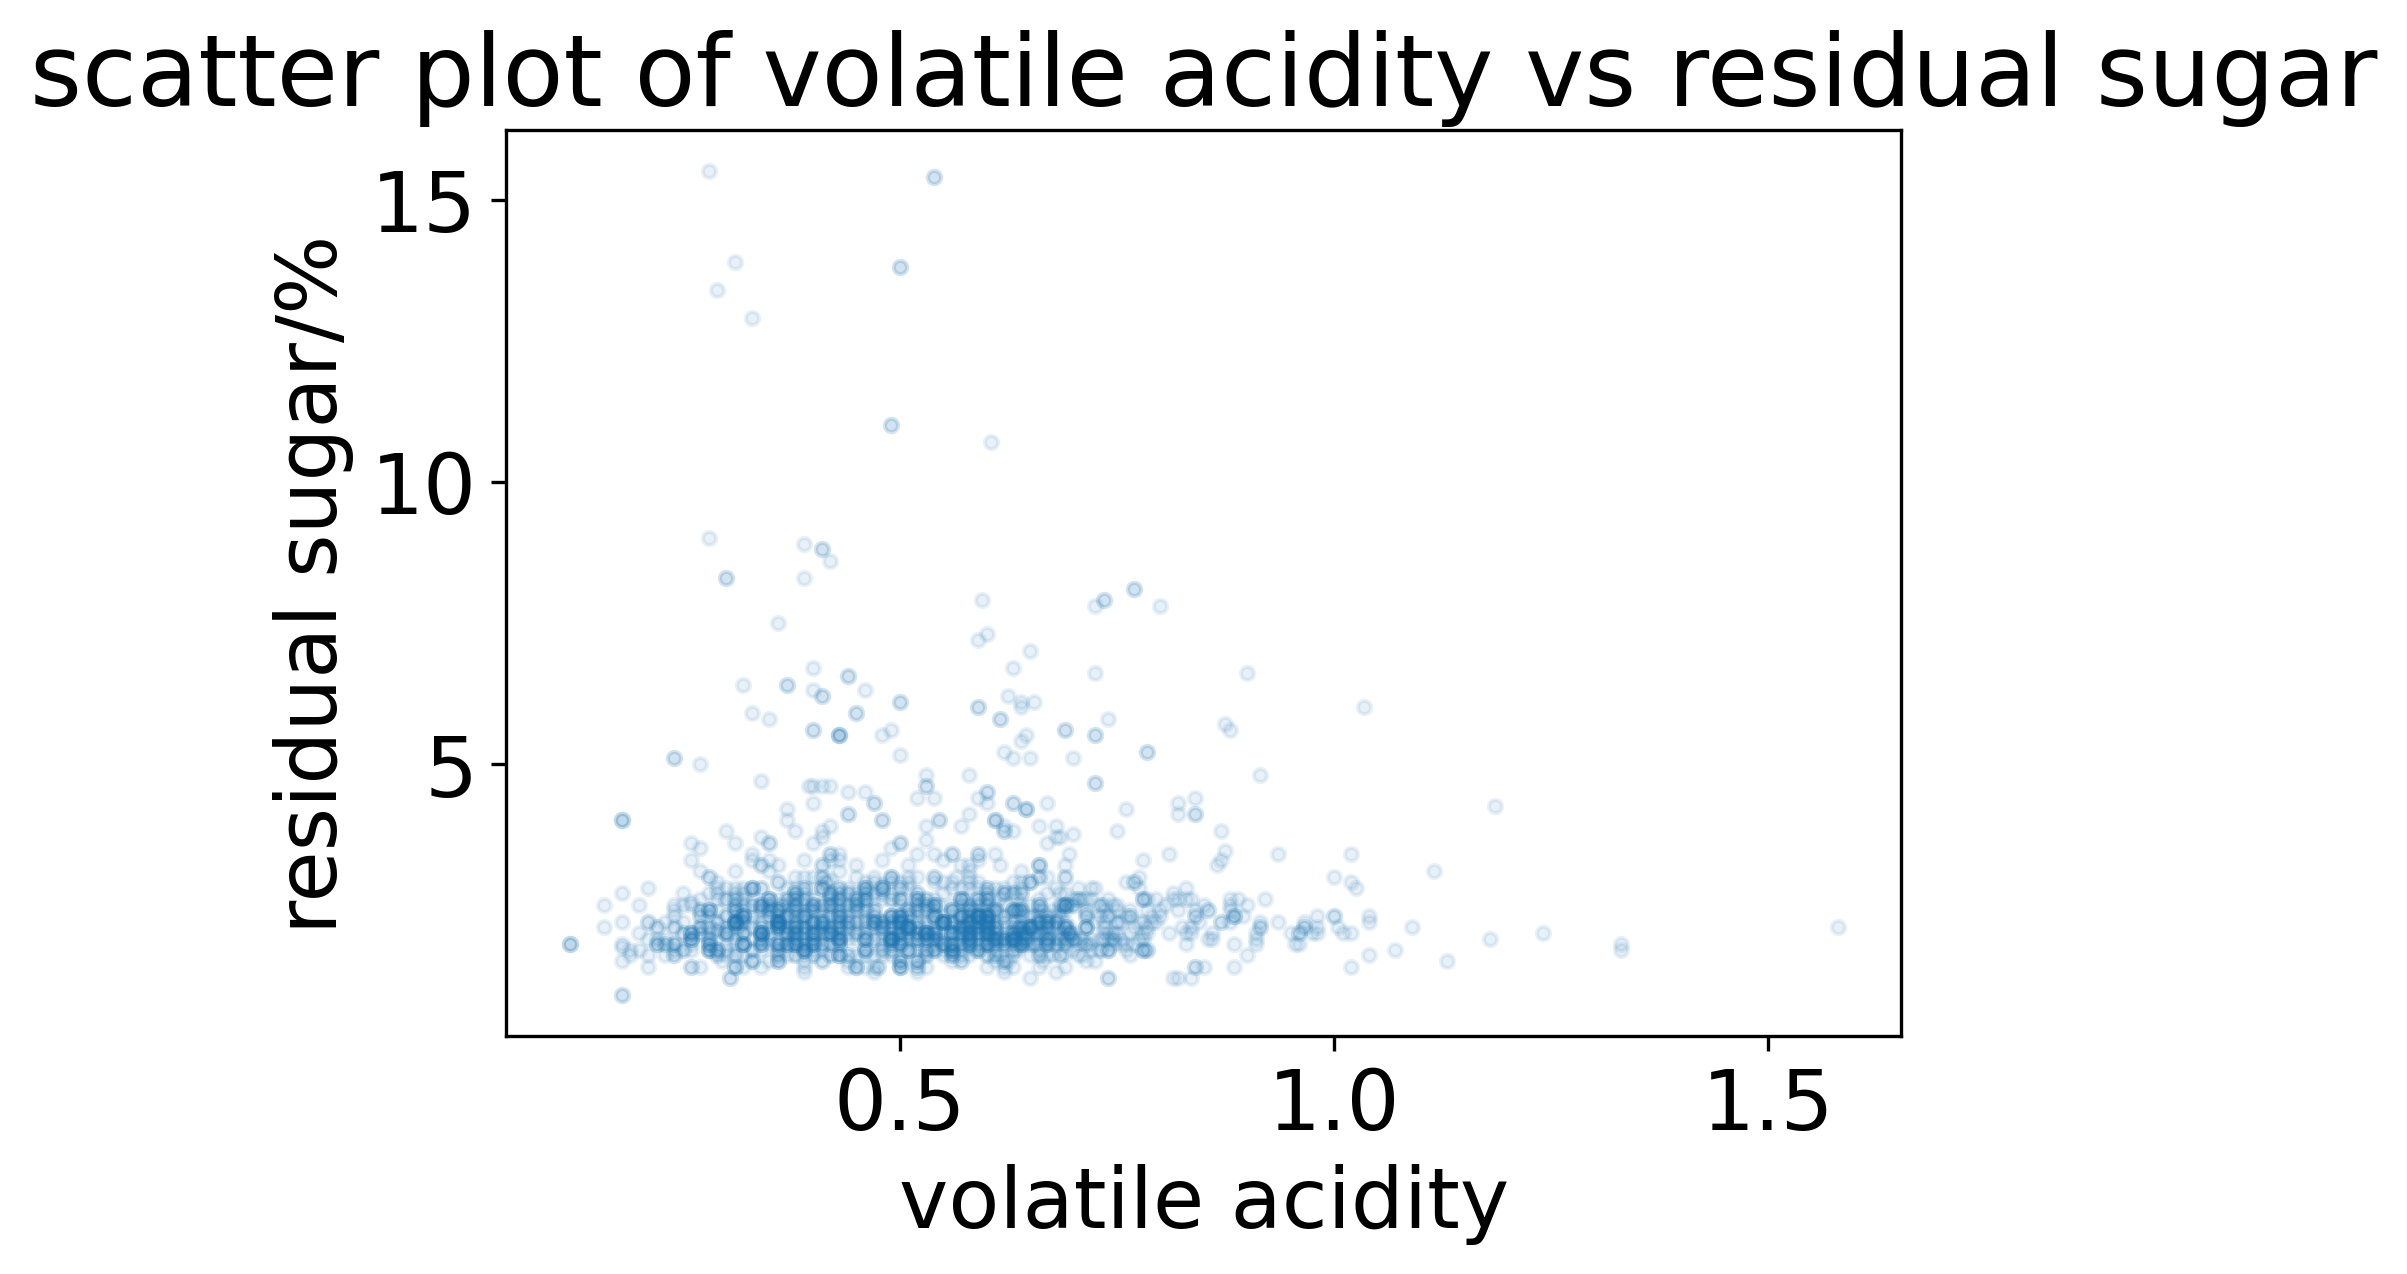 scatter plot of volatile acidity vs residual sugar
residual sugar/%
15
10
5
0.5 1.0 1.5
volatile acidity